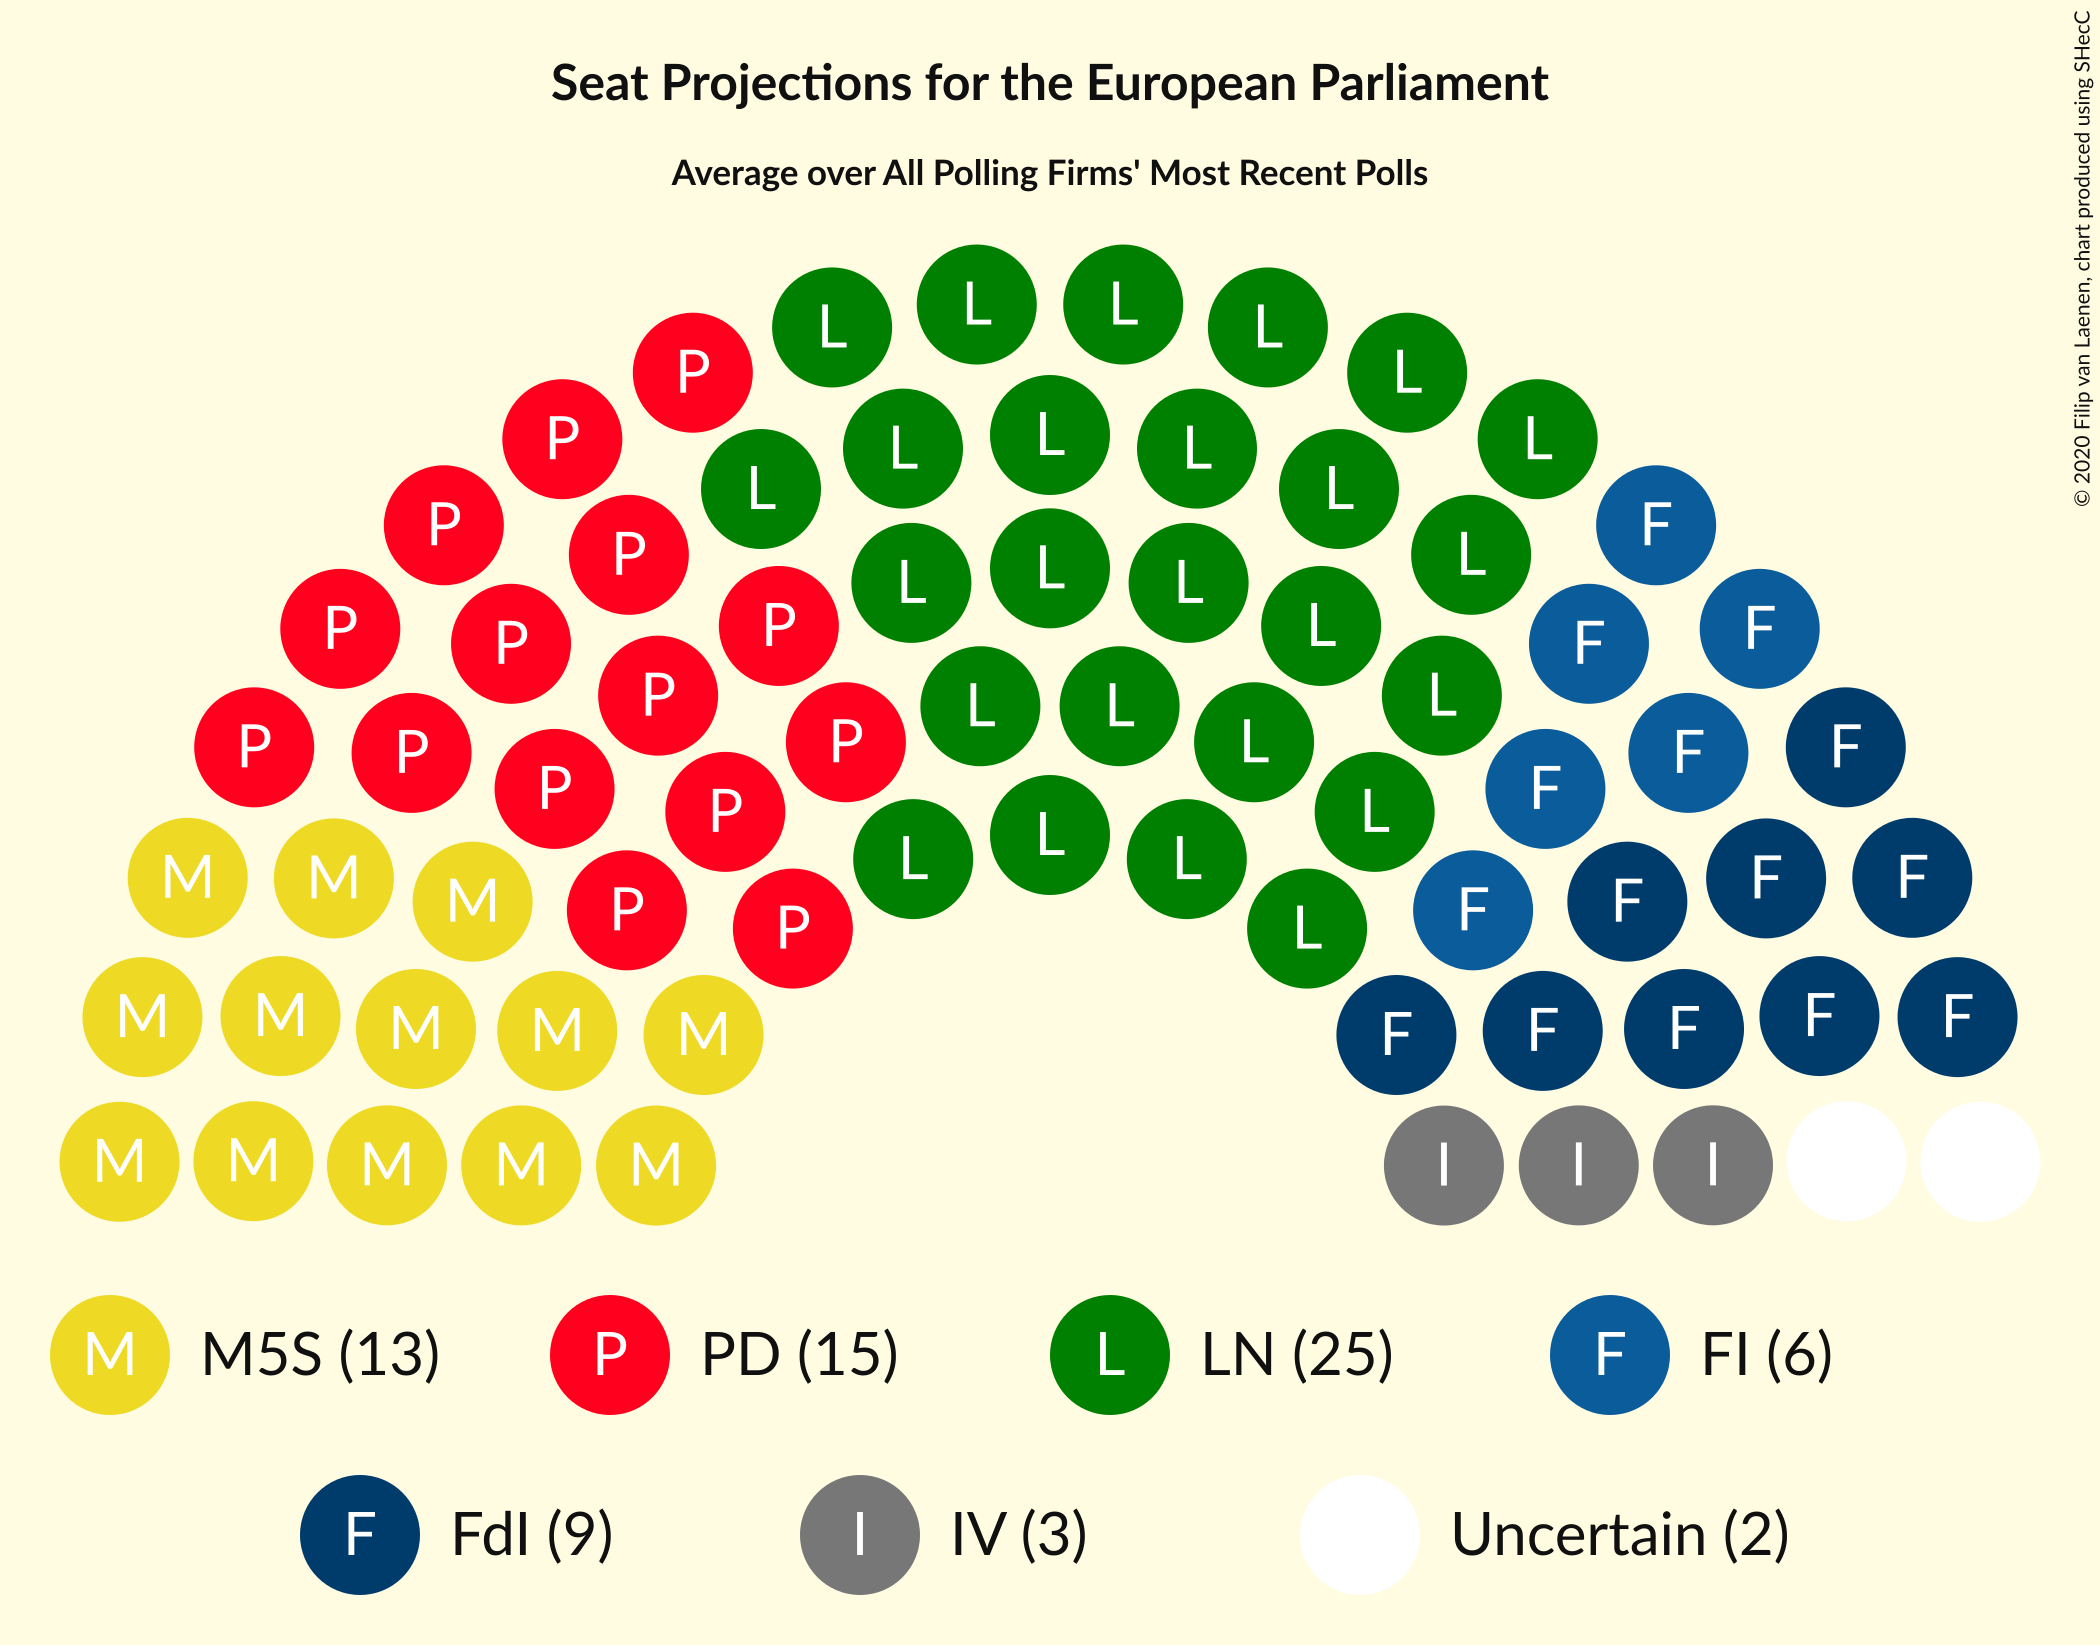 Seat Projections for the European Parliament
Average over All Polling Firms' Most Recent Polls
© 2020 Filip van Laenen, chart produced using SHecC
L L
L L
P L
P L L L L
P L L F
P L L L
P P L P F
P P L L L F
P P L
P P F F
P L L
M M L L F F
M P L F F
P L
M M M M M F F F F F
M M M M M I I I
M M5S (13) P PD (15) L LN (25) F FI (6)
F FdI (9) I IV (3) Uncertain (2)